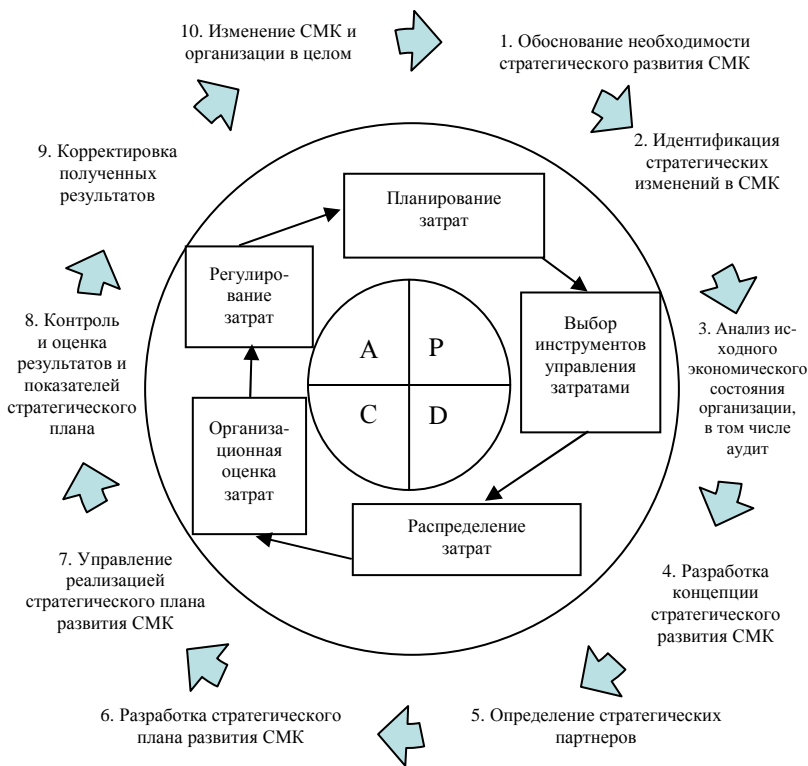 10. Изменение СМК и
организации в целом
1. Обоснование необходимости
стратегического развития СМК
2. Идентификация
стратегических
изменений в СМК
3. Анализ ис-
ходного
экономического
состояния
организации,
в том числе
аудит
4. Разработка
концепции
стратегического
развития СМК
5. Определение стратегических
партнеров
6. Разработка стратегического
плана развития СМК
7. Управление
реализацией
стратегического плана
развития СМК
8. Контроль
и оценка
результатов и
показателей
стратегического
плана
9. Корректировка
полученных
результатов
Планирование
затрат
Выбор
инструментов
управления
затратами
Распределение
затрат
Организа-
ционная
оценка
затрат
Регулиро-
вание
затрат
A P
C D